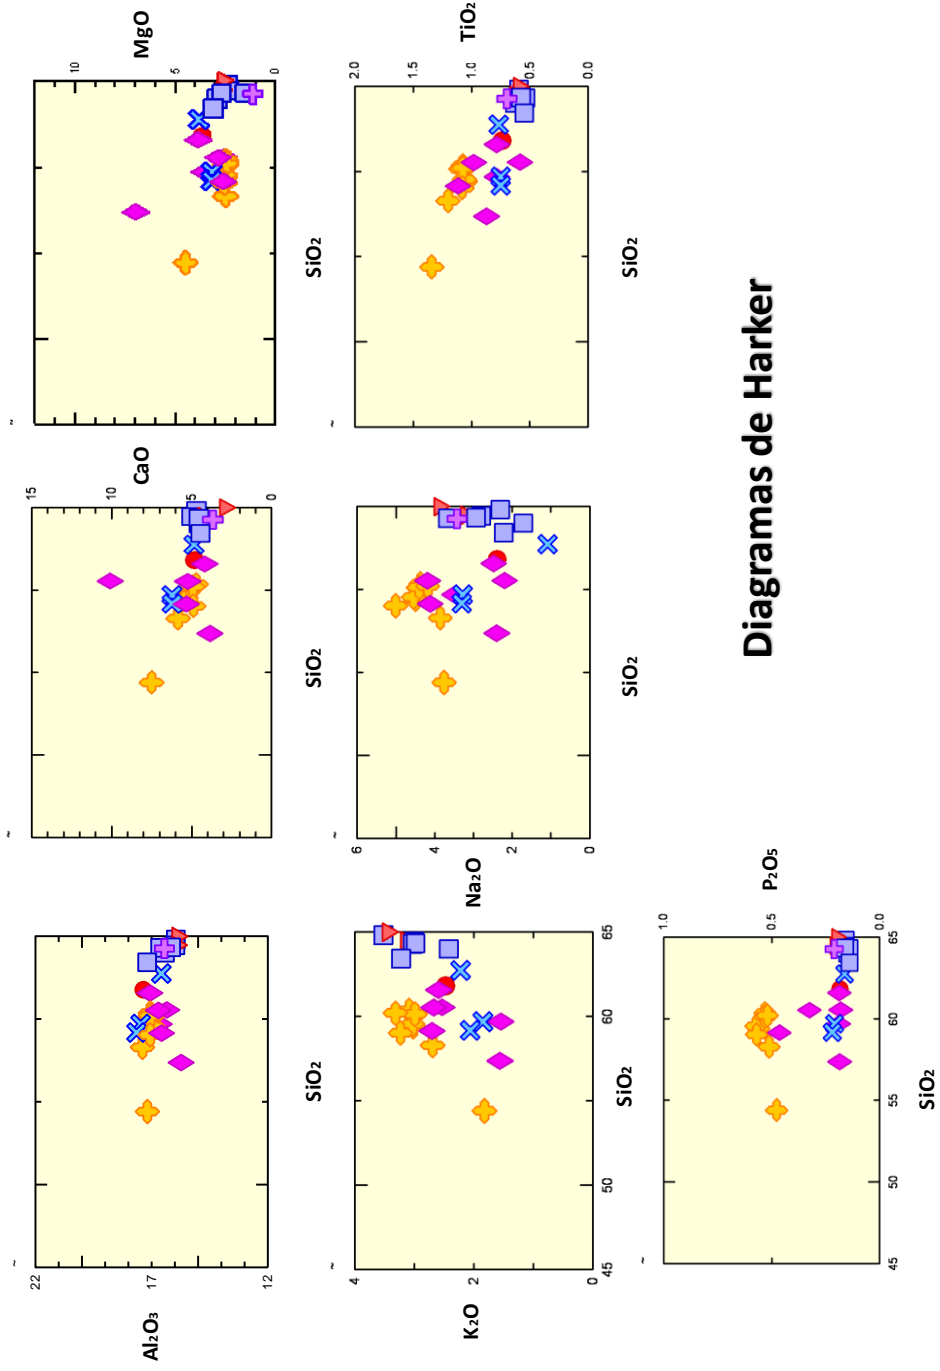 ~ ~ ~
22
17
12
Al₂O₃
SiO₂
15
10
5
0
CaO
SiO₂
10
5
0
MgO
SiO₂
~ ~
4
2
0
K₂O
45 50 60 65
SiO₂
6
4
2
0
Na₂O
SiO₂
2.0
1.5
1.0
0.5
0.0
TiO₂
SiO₂
~
1.0
0.5
0.0
P₂O₅
45 50 55 60 65
SiO₂
Diagramas de Harker